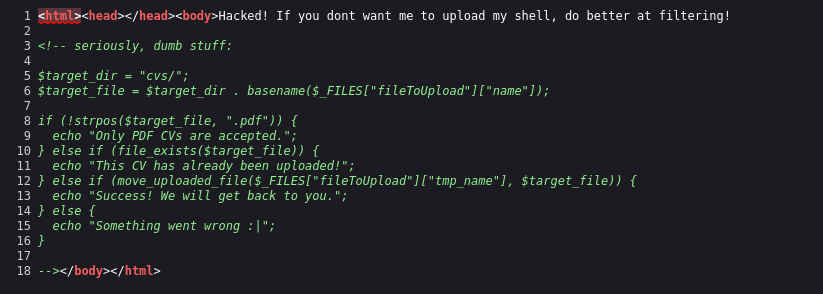 1 <html><head></head><body>Hacked! If you dont want me to upload my shell, do better at filtering!
2
3 <!-- seriously, dumb stuff:
4
5 $target_dir = "cvs/";
6 $target_file = $target_dir . basename($_FILES["fileToUpload"]["name"]);
7
8 if (!strpos($target_file, ".pdf")) {
9   echo "Only PDF CVs are accepted.";
10 } else if (file_exists($target_file)) {
11   echo "This CV has already been uploaded!";
12 } else if (move_uploaded_file($_FILES["fileToUpload"]["tmp_name"], $target_file)) {
13   echo "Success! We will get back to you.";
14 } else {
15   echo "Something went wrong :|";
16 }
17
18 --></body></html>